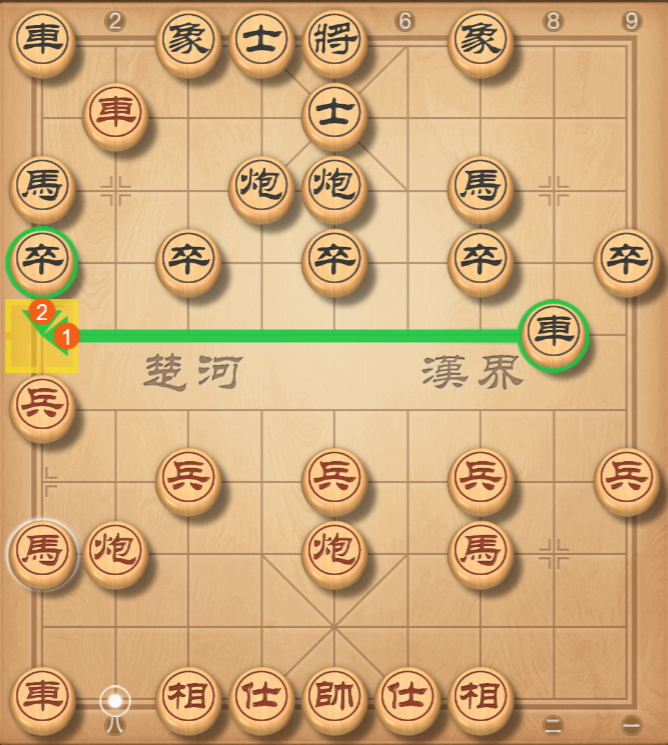 車 2 象 士 將 6 象 8 9
車 士
馬 炮 炮 馬
卒 卒 卒 卒 卒
2
1 車
楚河 漢界
兵
兵 兵 兵 兵
馬 炮 炮 馬
車 八 相 仕 帥 仕 相 二 一